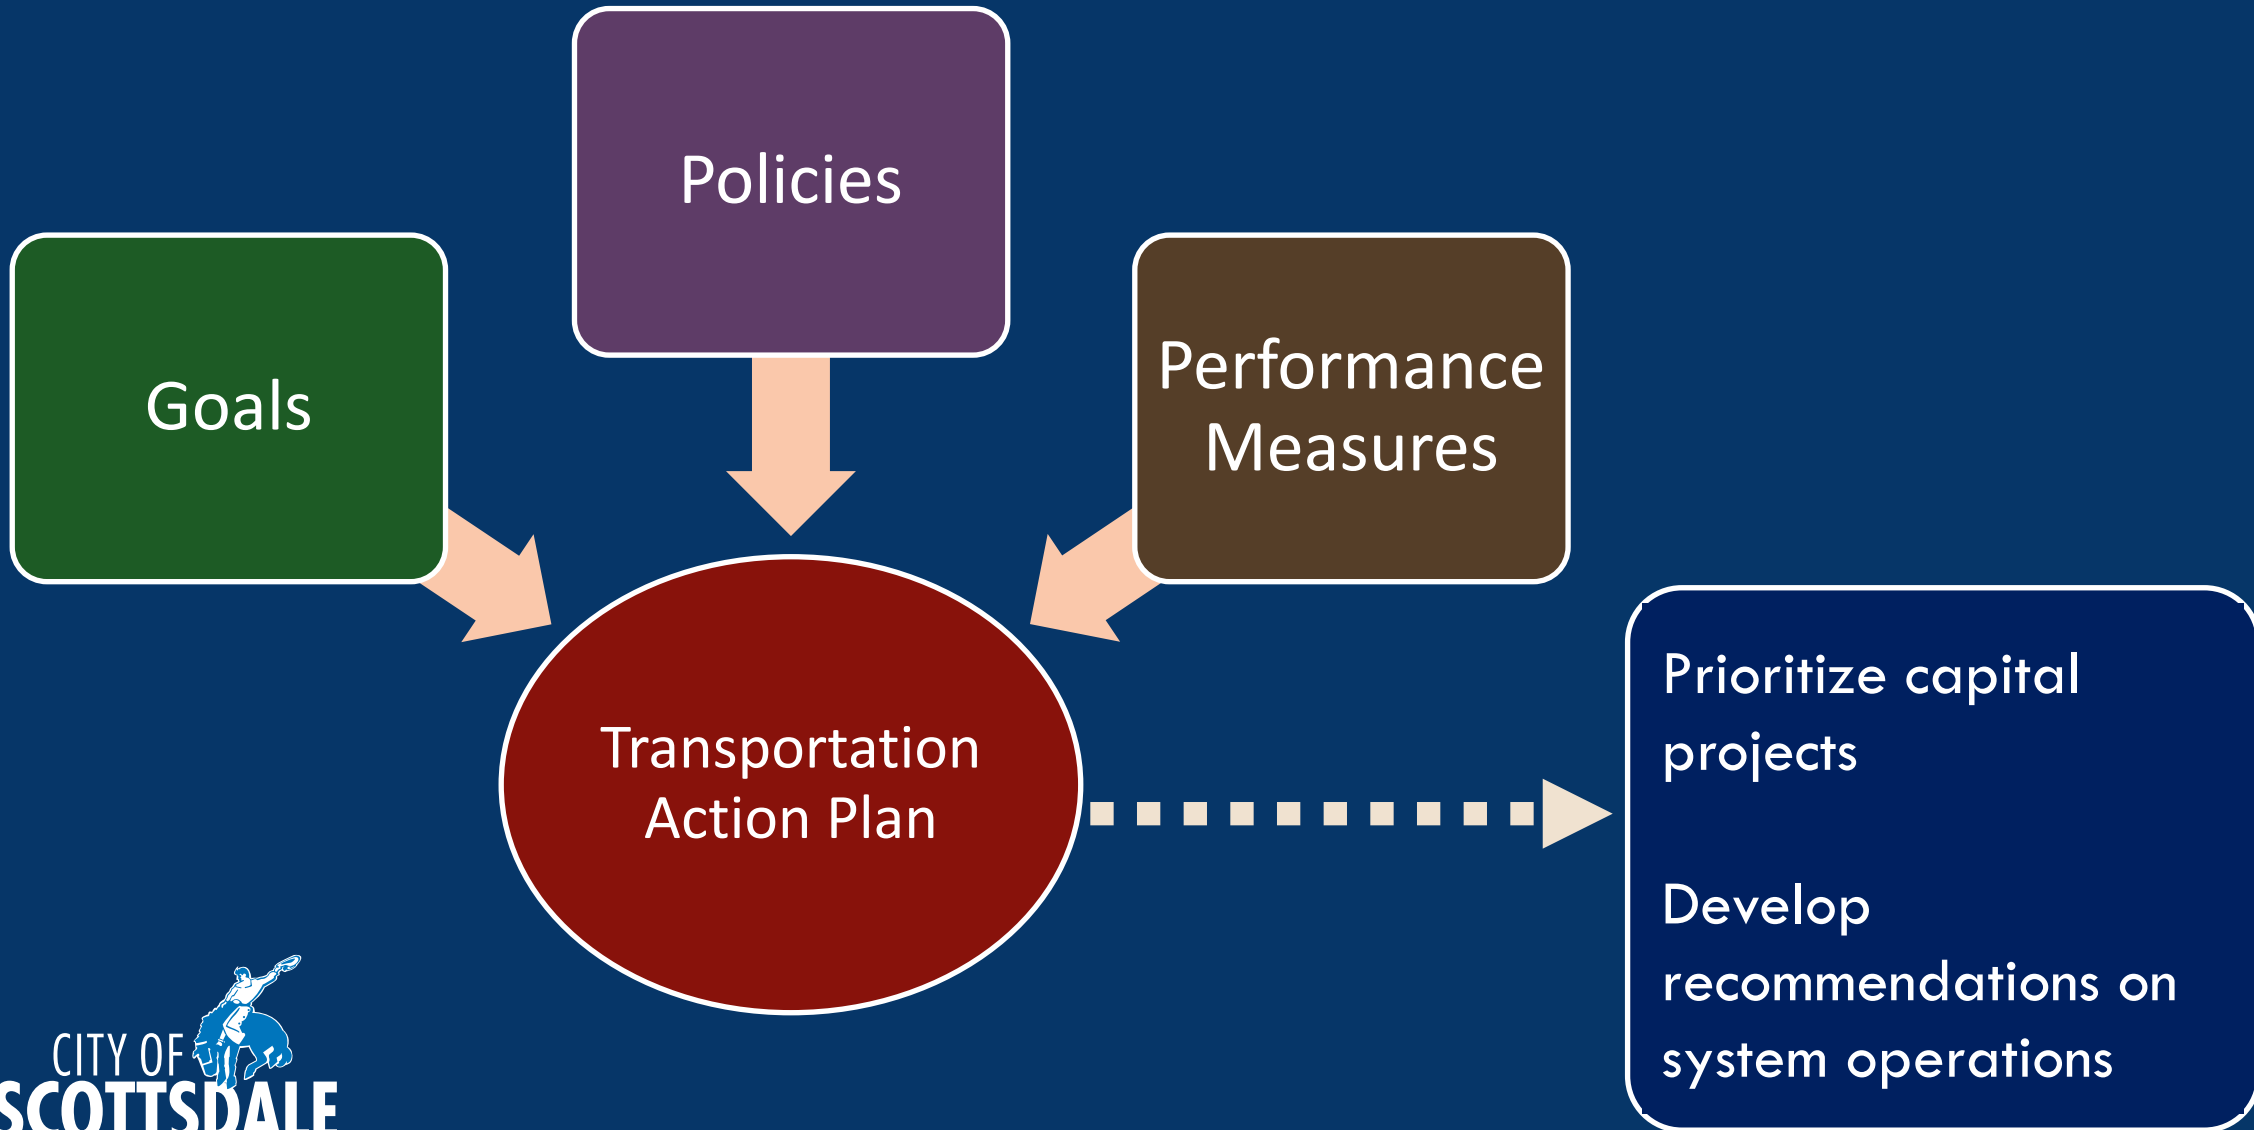 Policies
Goals
Performance
Measures
Transportation
Action Plan
Prioritize capital
projects
Develop
recommendations on
system operations
CITY OF
SCOTTSDALE